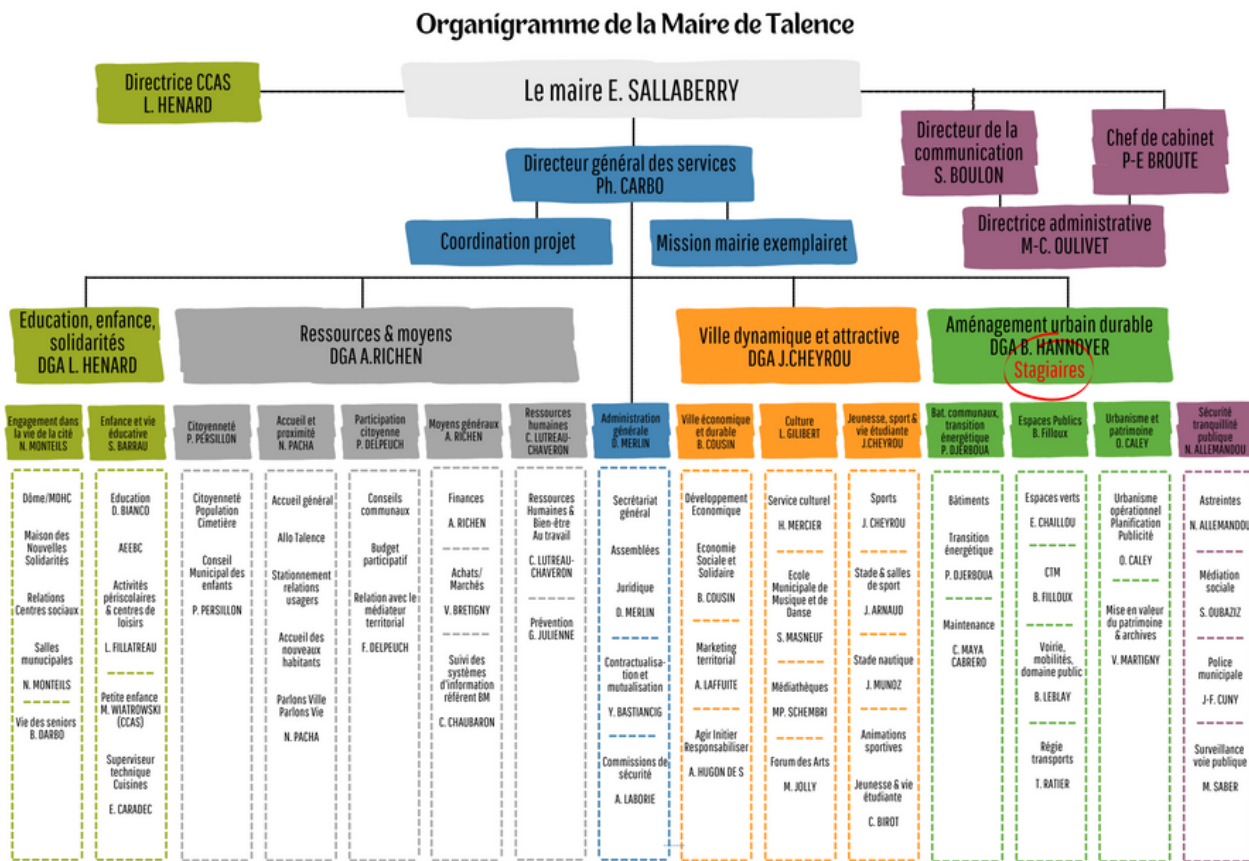 Organigramme de la Maire de Talence
Directrice CCAS
L. HENARD
Le maire E. SALLABERRY
Directeur de la
communication
S. BOULON
Chef de cabinet
P-E BROUTE
Directeur général des services
Ph. CARBO
Coordination projet
Mission mairie exemplairet
Directrice administrative
M-C. OULIVET
Education, enfance,
solidarités
DGA L. HENARD
Ressources & moyens
DGA A.RICHEN
Ville dynamique et attractive
DGA J.CHEYROU
Aménagement urbain durable
DGA B. HANNOYER
Stagiaires
Engagement dans
la vie de la cité
N. MONTEILS
Enfance et vie
éducative
S. BARRAU
Citoyenneté
P. PERSILLON
Accueil et
proximité
N. PACHA
Participation
citoyenne
P. DELPEUCH
Moyens généraux
A. RICHEN
Ressources
humaines
C. LUTREAU-
CHAVERON
Administration
générale
D. MERLIN
Ville économique
et durable
B. COUSIN
Culture
L. GILIBERT
Jeunesse, sport &
vie étudiante
J.CHEYROU
Bat. communaux,
transition
énergétique
P. DJERBOUA
Espaces Publics
B. Filloux
Urbanisme et
patrimoine
O. CALEY
Sécurité
tranquillité
publique
N. ALLEMANDOU
Dôme/MDHC
Maison des
Nouvelles
Solidarités
Relations
Centres sociaux
Salles
munucipales
N. MONTEILS
Vie des seniors
B. DARBO
Education
D. BIANCO
AEEBC
Activités
périscolaires
& centres de
loisirs
L. FILLATREAU
Petite enfance
M. WIATROWSKI
(CCAS)
Superviseur
technique
Cuisines
E. CARADEC
Citoyenneté
Population
Cimetière
Conseil
Municipal des
enfants
P. PERSILLON
Accueil général
Allo Talence
Stationnement
relations
usagers
Accueil des
nouveaux
habitants
Parlons Ville
Parlons Vie
N. PACHA
Conseils
communaux
Budget
participatif
Relation avec le
médiateur
territorial
F. DELPEUCH
Finances
A. RICHEN
Achats/
Marchés
V. BRETIGNY
Suivi des
systèmes
d'information
référent BM
C. CHAUBARON
Ressources
Humaines &
Bien-être
Au travail
C. LUTREAU-
CHAVERON
Prévention
G. JULIENNE
Secrétariat
général
Assemblées
Juridique
D. MERLIN
Contractualisa-
tion et
mutualisation
Y. BASTIANCIG
Commissions de
sécurité
A. LABORIE
Développement
Economique
Economie
Sociale et
Solidaire
B. COUSIN
Marketing
territorial
A. LAFFUITE
Agir Initier
Responsabiliser
A. HUGON DE S
Service culturel
H. MERCIER
Ecole
Municipale de
Musique et de
Danse
S. MASNEUF
Médiathèques
MP. SCHEMBRI
Forum des Arts
M. JOLLY
Sports
J. CHEYROU
Stade & salles
de sport
J. ARNAUD
Stade nautique
J. MUNOZ
Animations
sportives
Jeunesse & vie
étudiante
C. BIROT
Bâtiments
Transition
énergétique
P. DJERBOUA
Maintenance
C. MAYA
CABRERO
Espaces verts
E. CHAILLOU
CTM
B. FILLOUX
Voirie,
mobilités,
domaine public
B. LEBLAY
Régie
transports
T. RATIER
Urbanisme
opérationnel
Planification
Publicité
O. CALEY
Mise en valeur
du patrimoine
& archives
V. MARTIGNY
Astreintes
N. ALLEMANDOU
Médiation
sociale
S. OUBAZIZ
Police
municipale
J-F. CUNY
Surveillance
voie publique
M. SABER